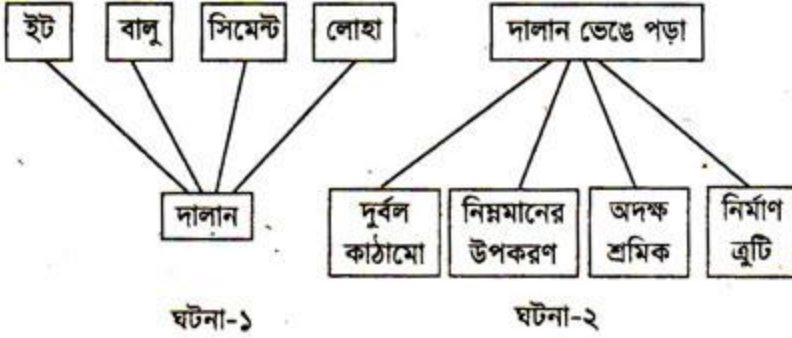 ইট
বালু
সিমেন্ট
লোহা
দালান
ঘটনা-১
দালান ভেঙে পড়া
দুর্বল
কাঠামো
নিম্নমানের
উপকরণ
অদক্ষ
শ্রমিক
নির্মাণ
ত্রুটি
ঘটনা-২